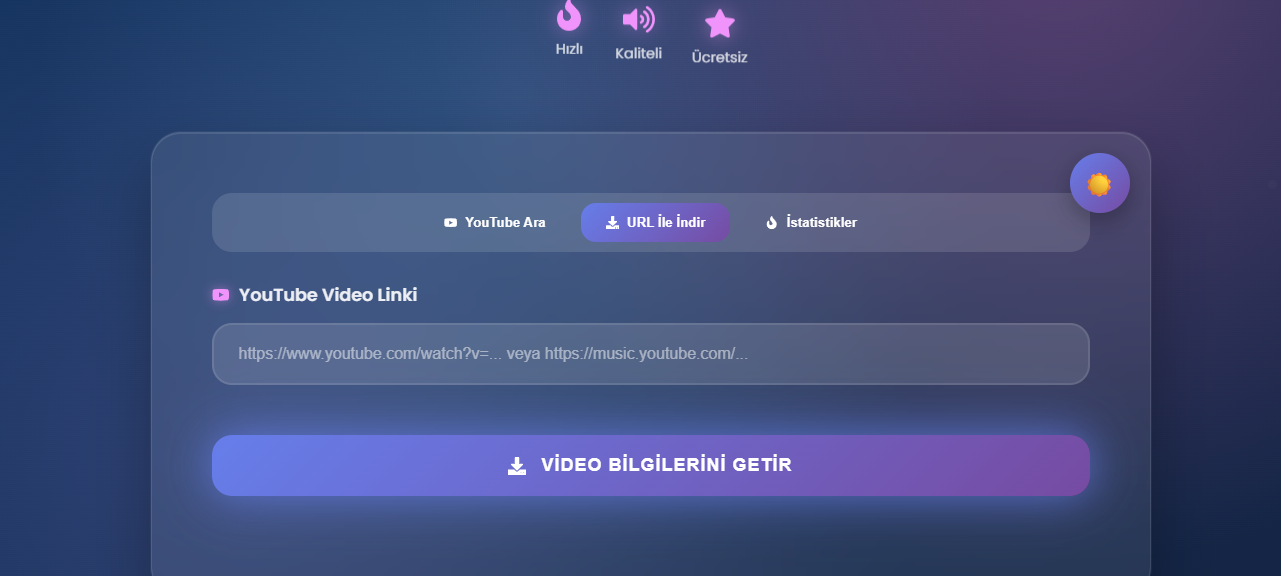 Hızlı
Kaliteli
Ücretsiz
YouTube Ara
URL İle İndir
İstatistikler
YouTube Video Linki
https://www.youtube.com/watch?v=... veya https://music.youtube.com/...
VİDEO BİLGİLERİNİ GETİR